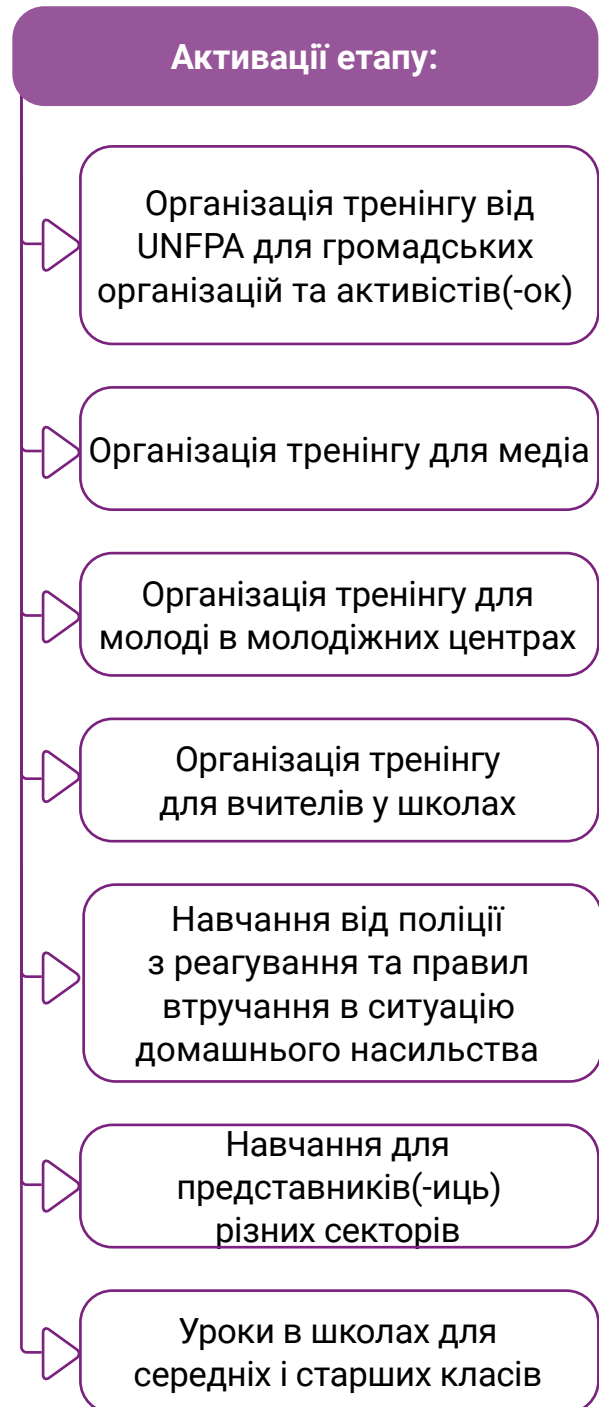 Активації етапу:
Організація тренінгу від
UNFPA для громадських
організацій та активістів(-ок)
Організація тренінгу для медіа
Організація тренінгу для
молоді в молодіжних центрах
Організація тренінгу
для вчителів у школах
Навчання від поліції
з реагування та правил
втручання в ситуацію
домашнього насильства
Навчання для
представників(-иць)
різних секторів
Уроки в школах для
середніх і старших класів